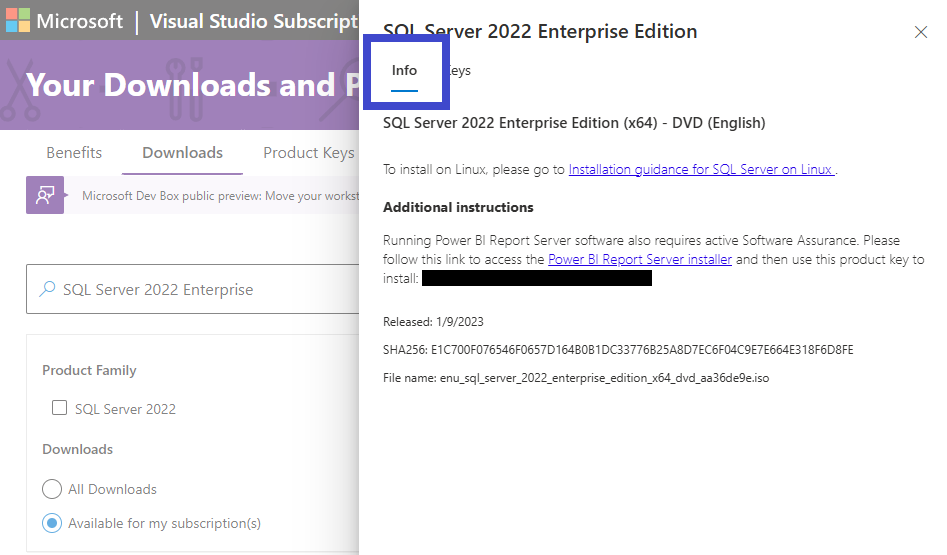 Microsoft | Visual Studio Subscript
Your Downloads and P
Benefits Downloads Product Keys
Microsoft Dev Box public preview: Move your workst
SQL Server 2022 Enterprise
Product Family
SQL Server 2022
Downloads
All Downloads
Available for my subscription(s)
SQL Server 2022 Enterprise Edition
Info eys
SQL Server 2022 Enterprise Edition (x64) - DVD (English)
To install on Linux, please go to Installation guidance for SQL Server on Linux .
Additional instructions
Running Power BI Report Server software also requires active Software Assurance. Please
follow this link to access the Power BI Report Server installer and then use this product key to
install:
Released: 1/9/2023
SHA256: E1C700F076546F0657D164B0B1DC33776B25A8D7EC6F04C9E7E664E318F6D8FE
File name: enu_sql_server_2022_enterprise_edition_x64_dvd_aa36de9e.iso